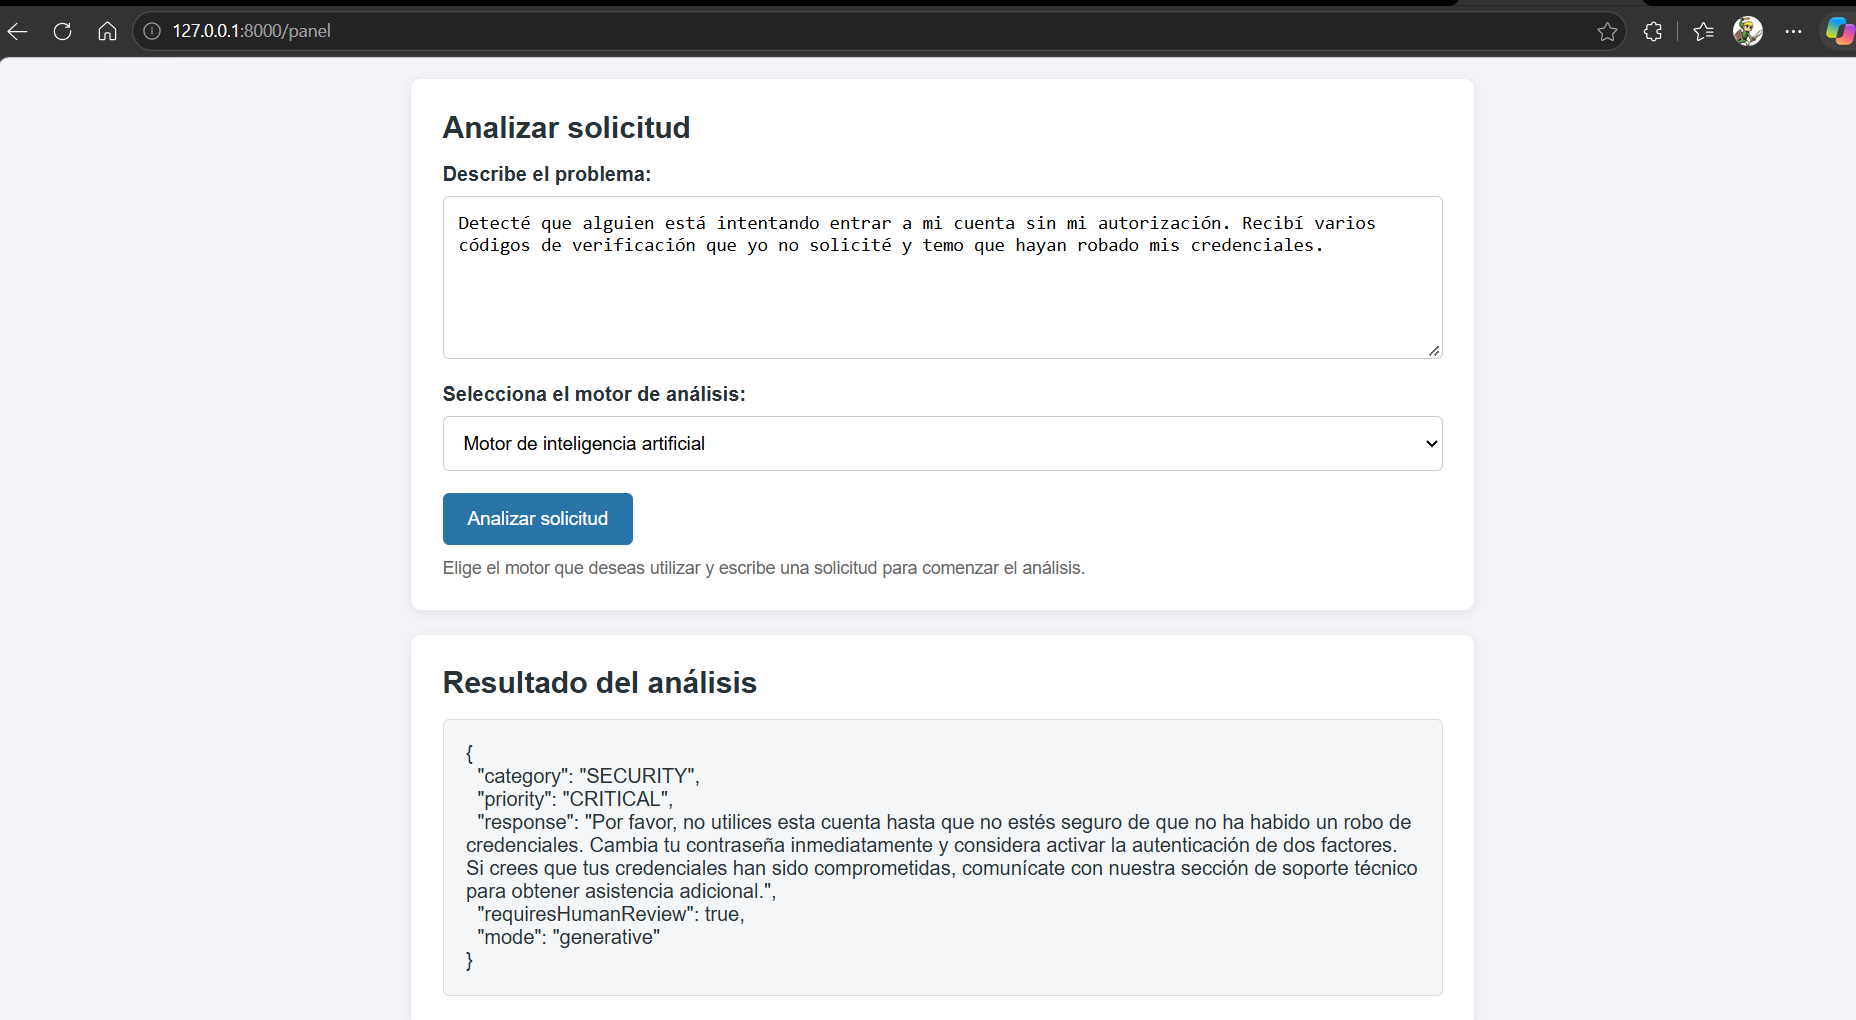 127.0.0.1:8000/panel
Analizar solicitud
Describe el problema:
Detecté que alguien está intentando entrar a mi cuenta sin mi autorización. Recibí varios
códigos de verificación que yo no solicité y temo que hayan robado mis credenciales.
Selecciona el motor de análisis:
Motor de inteligencia artificial
Analizar solicitud
Elige el motor que deseas utilizar y escribe una solicitud para comenzar el análisis.
Resultado del análisis
{
"category": "SECURITY",
"priority": "CRITICAL",
"response": "Por favor, no utilices esta cuenta hasta que no estés seguro de que no ha habido un robo de
credenciales. Cambia tu contraseña inmediatamente y considera activar la autenticación de dos factores.
Si crees que tus credenciales han sido comprometidas, comunícate con nuestra sección de soporte técnico
para obtener asistencia adicional.",
"requiresHumanReview": true,
"mode": "generative"
}